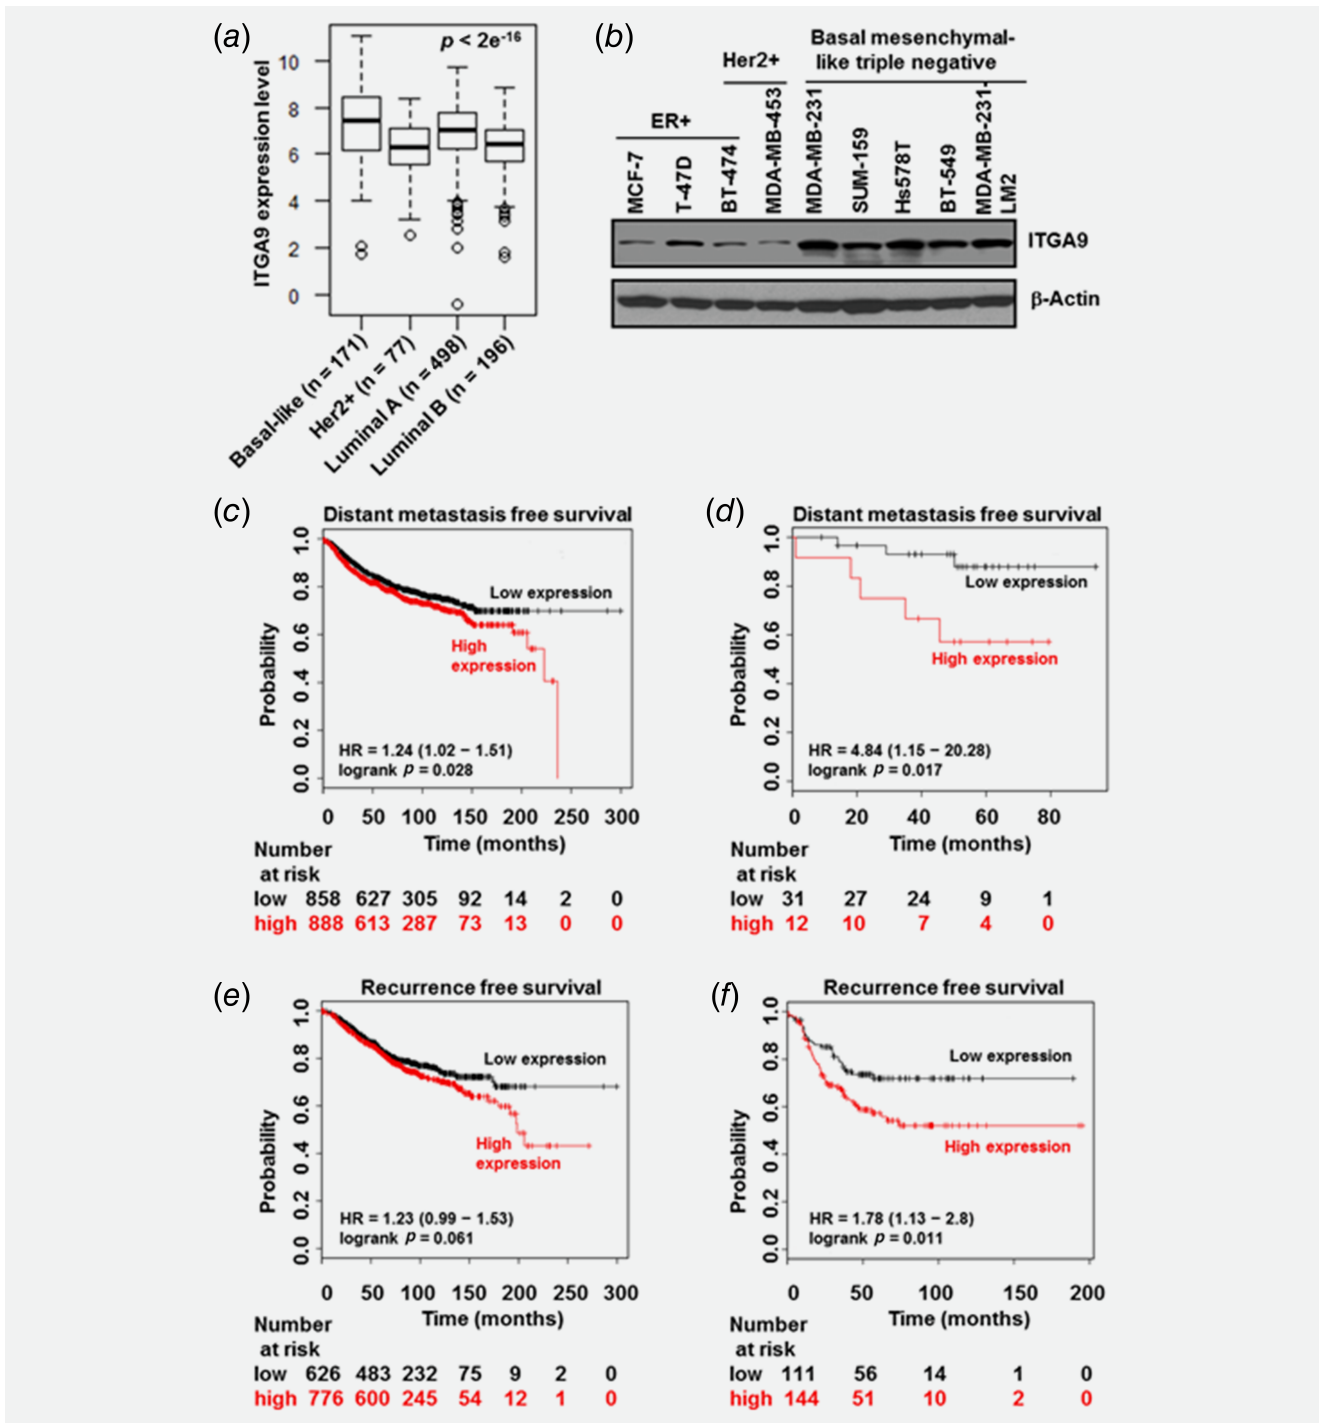 (a)
p < 2e-16
ITGA9 expression level
10
8
6
4
2
0
Basal-like (n = 171)
Her2+ (n = 77)
Luminal A (n = 498)
Luminal B (n = 196)
(b)
Basal mesenchymal-
like triple negative
Her2+
ER+
MCF-7
T-47D
BT-474
MDA-MB-453
MDA-MB-231
SUM-159
Hs578T
BT-549
MDA-MB-231-
LM2
ITGA9
β-Actin
(c)
Distant metastasis free survival
Probability
1.0
0.8
0.6
0.4
0.2
0.0
Low expression
High
expression
HR = 1.24 (1.02 − 1.51)
logrank p = 0.028
0 50 100 150 200 250 300
Time (months)
Number
at risk
low 858 627 305 92 14 2 0
high 888 613 287 73 13 0 0
(d)
Distant metastasis free survival
Probability
1.0
0.8
0.6
0.4
0.2
0.0
Low expression
High expression
HR = 4.84 (1.15 − 20.28)
logrank p = 0.017
0 20 40 60 80
Time (months)
Number
at risk
low 31 27 24 9 1
high 12 10 7 4 0
(e)
Recurrence free survival
Probability
1.0
0.8
0.6
0.4
0.2
0.0
Low expression
High
expression
HR = 1.23 (0.99 − 1.53)
logrank p = 0.061
0 50 100 150 200 250 300
Time (months)
Number
at risk
low 626 483 232 75 9 2 0
high 776 600 245 54 12 1 0
(f)
Recurrence free survival
Probability
1.0
0.8
0.6
0.4
0.2
0.0
Low expression
High expression
HR = 1.78 (1.13 − 2.8)
logrank p = 0.011
0 50 100 150 200
Time (months)
Number
at risk
low 111 56 14 1 0
high 144 51 10 2 0